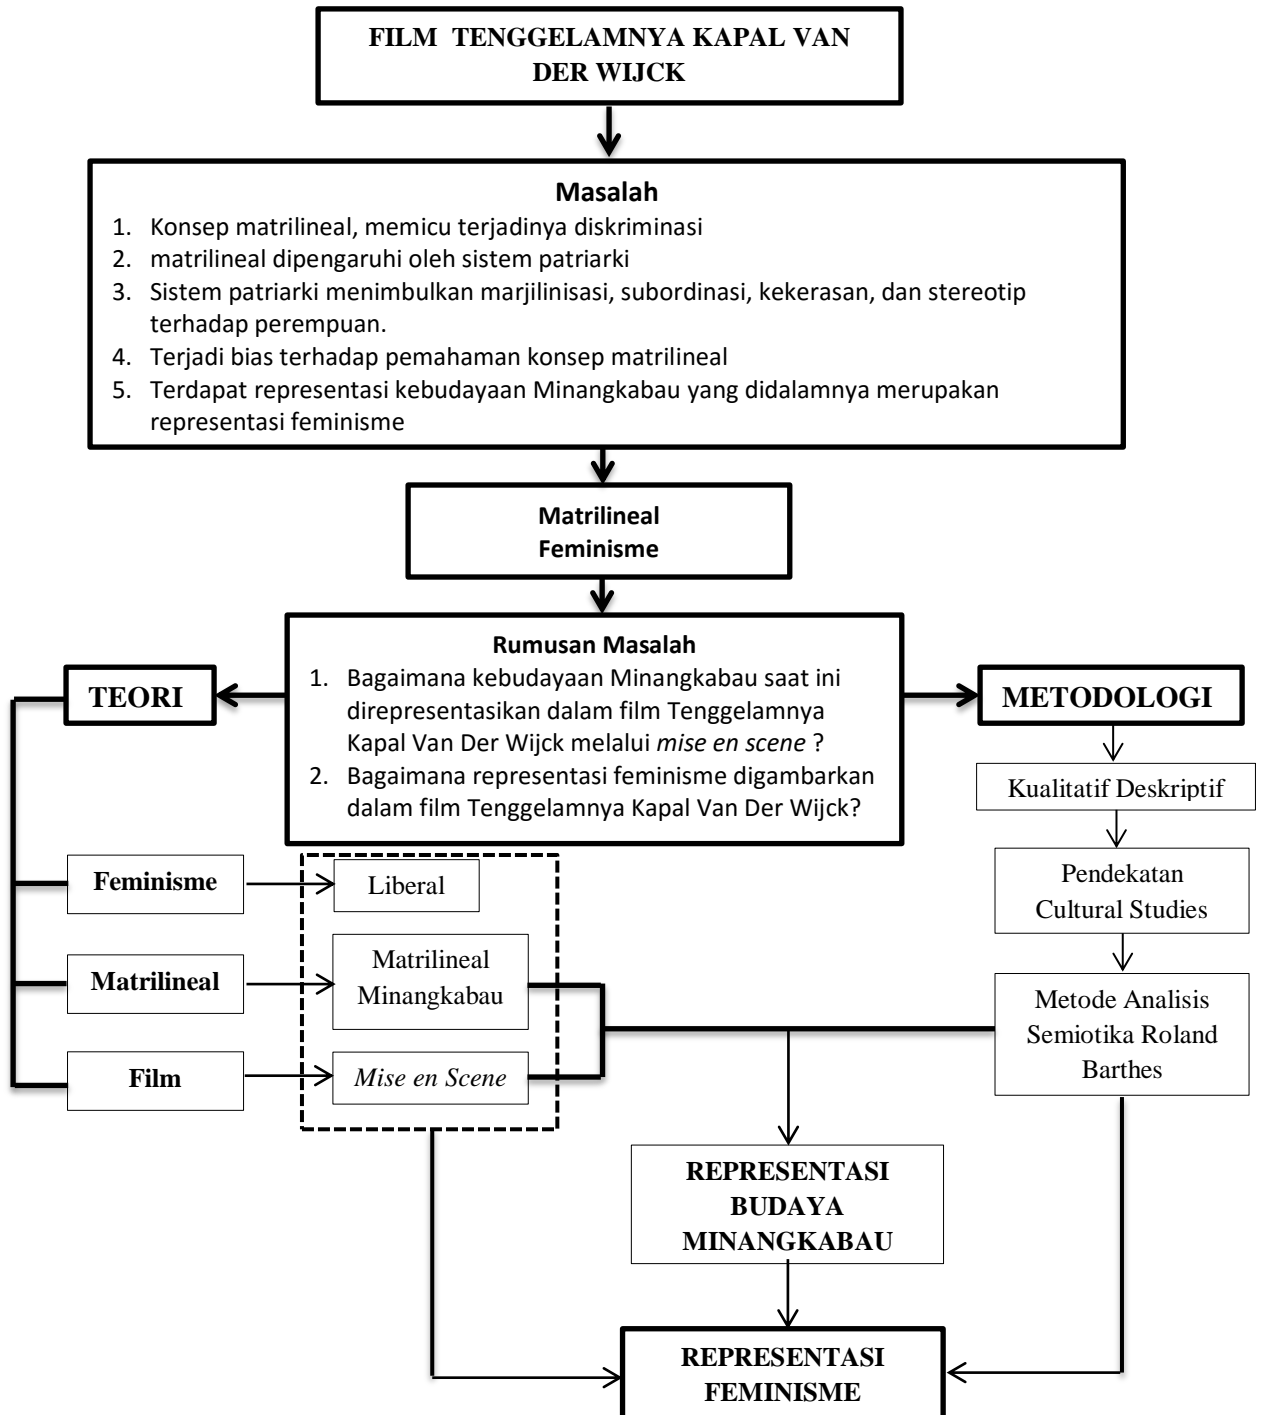 FILM TENGGELAMNYA KAPAL VAN
DER WIJCK
Masalah
1. Konsep matrilineal, memicu terjadinya diskriminasi
2. matrilineal dipengaruhi oleh sistem patriarki
3. Sistem patriarki menimbulkan marjilinisasi, subordinasi, kekerasan, dan stereotip
terhadap perempuan.
4. Terjadi bias terhadap pemahaman konsep matrilineal
5. Terdapat representasi kebudayaan Minangkabau yang didalamnya merupakan
representasi feminisme
Matrilineal
Feminisme
Rumusan Masalah
1. Bagaimana kebudayaan Minangkabau saat ini
direpresentasikan dalam film Tenggelamnya
Kapal Van Der Wijck melalui mise en scene ?
2. Bagaimana representasi feminisme digambarkan
dalam film Tenggelamnya Kapal Van Der Wijck?
TEORI
METODOLOGI
Kualitatif Deskriptif
Pendekatan
Cultural Studies
Metode Analisis
Semiotika Roland
Barthes
Feminisme
Liberal
Matrilineal
Matrilineal
Minangkabau
Film
Mise en Scene
REPRESENTASI
BUDAYA
MINANGKABAU
REPRESENTASI
FEMINISME